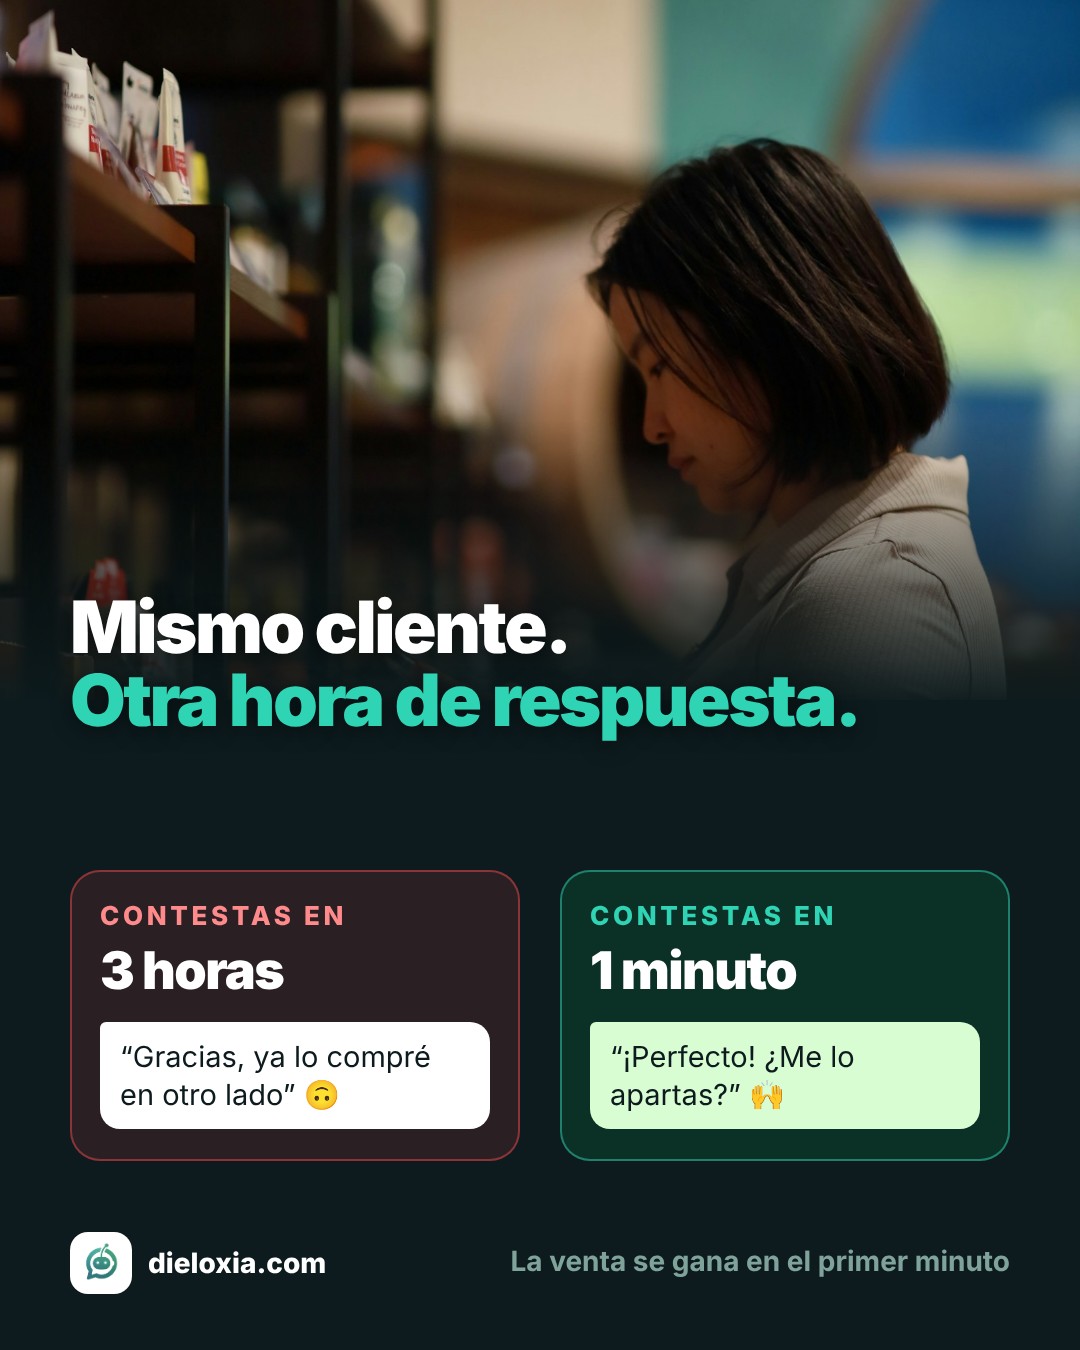 Mismo cliente.
Otra hora de respuesta.
CONTESTAS EN
3 horas
“Gracias, ya lo compré
en otro lado” 🙃
CONTESTAS EN
1 minuto
“¡Perfecto! ¿Me lo
apartas?” 🙌
dieloxia.com
La venta se gana en el primer minuto